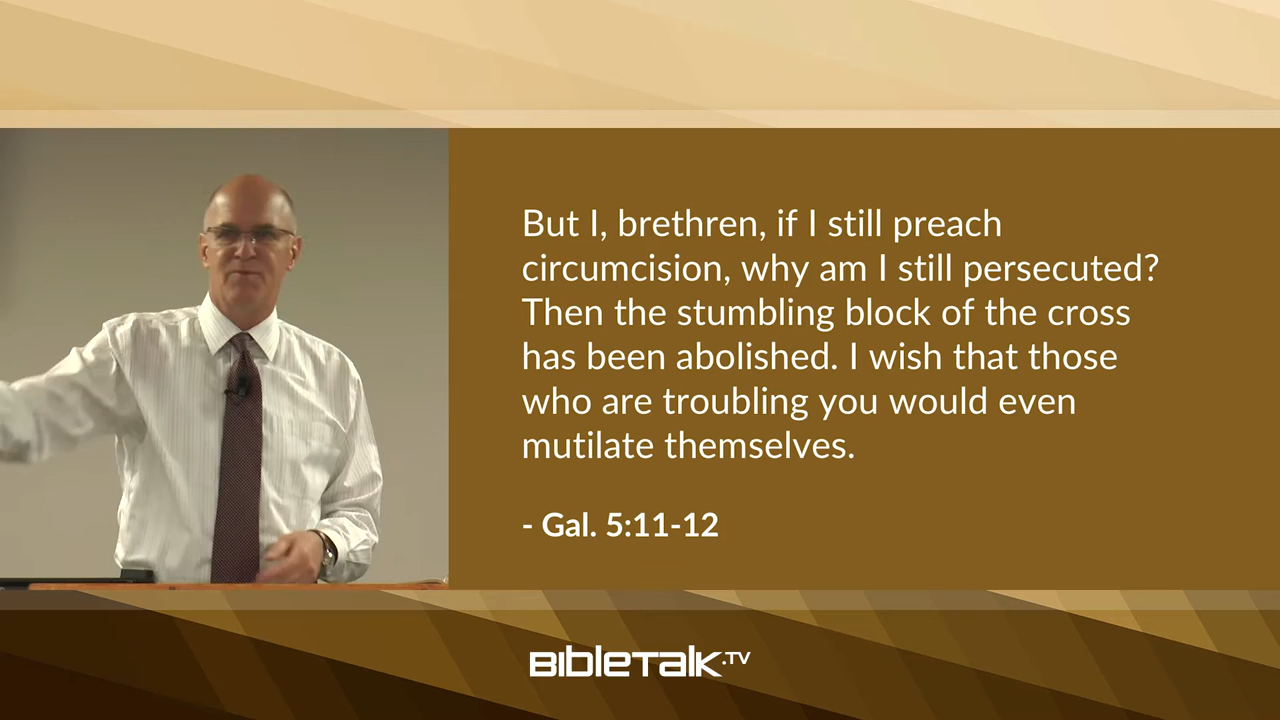 But I, brethren, if I still preach
circumcision, why am I still persecuted?
Then the stumbling block of the cross
has been abolished. I wish that those
who are troubling you would even
mutilate themselves.
- Gal. 5:11-12
BIBLETALK.TV